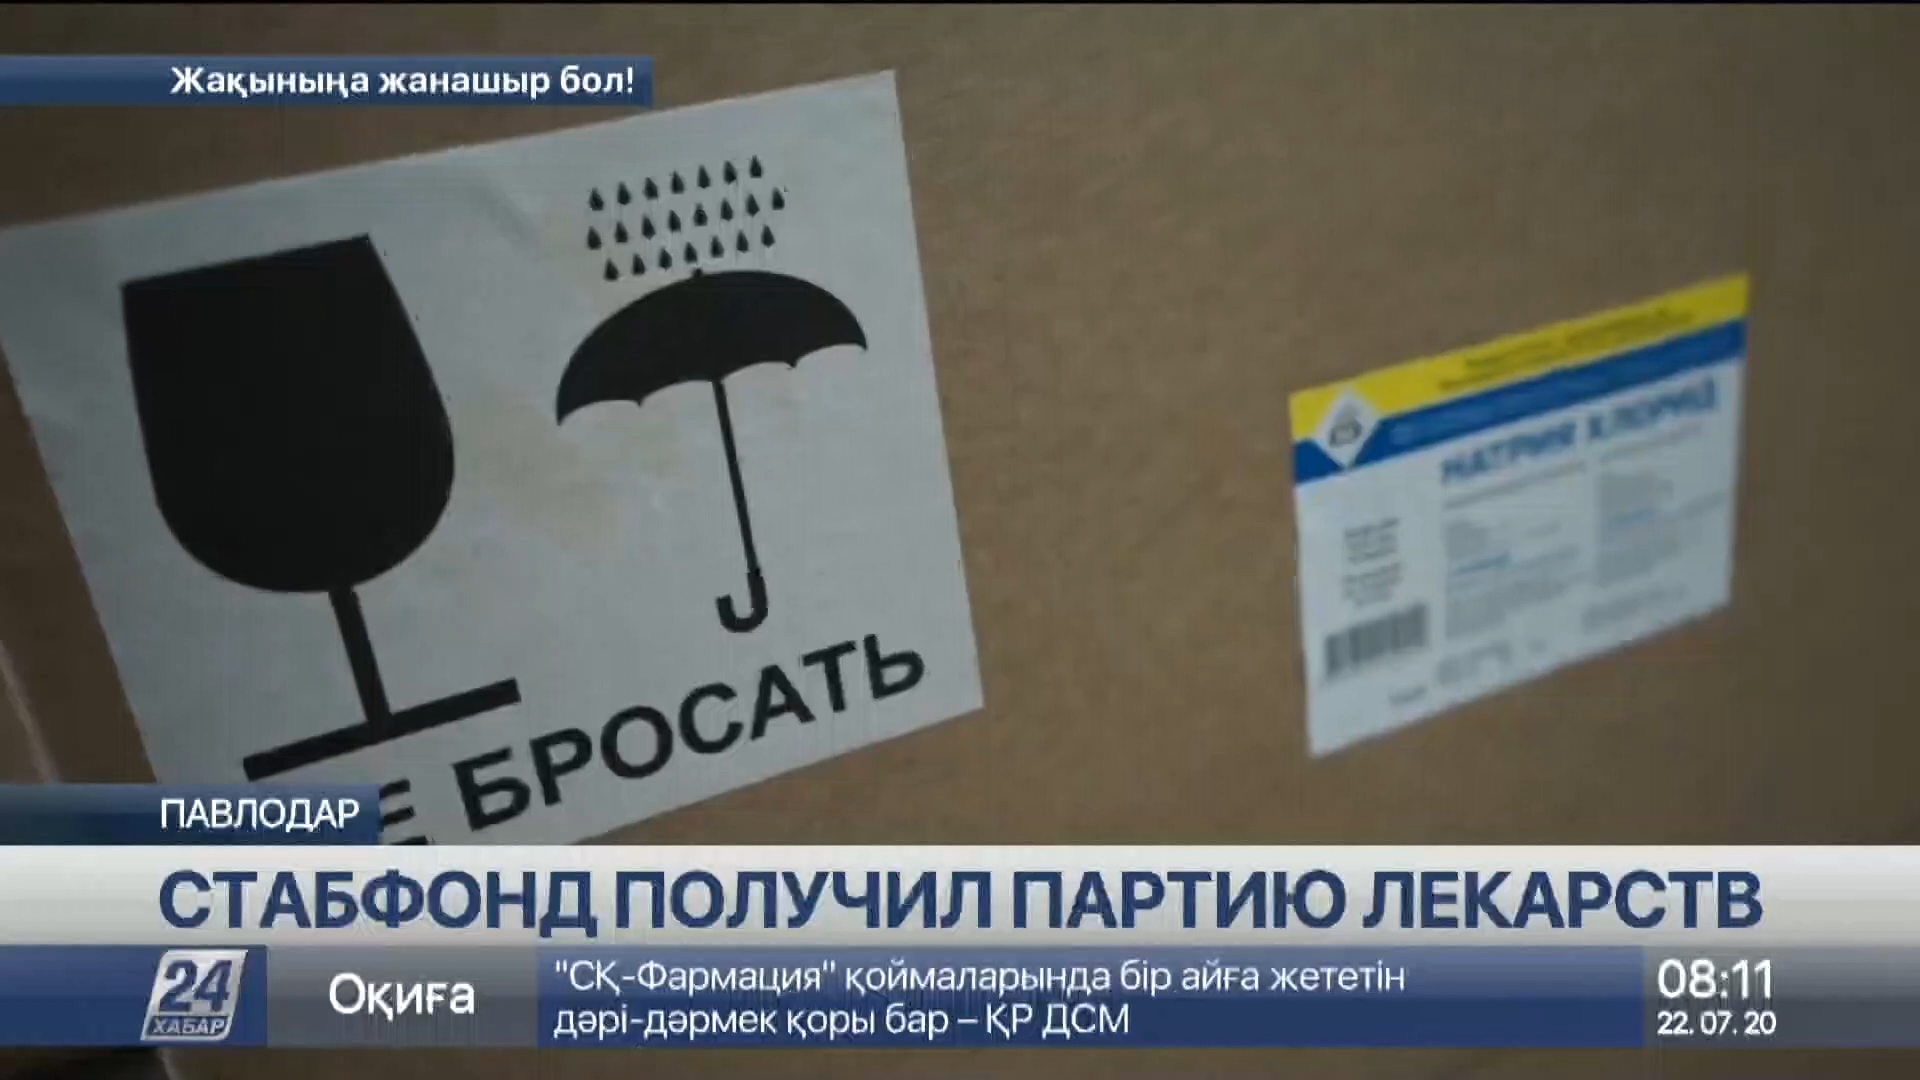 Жақыныңа жанашыр бол!
НАТРИЯ ХЛОРИД
Е БРОСАТЬ
ПАВЛОДАР
СТАБФОНД ПОЛУЧИЛ ПАРТИЮ ЛЕКАРСТВ
24
ХАБАР
Оқиға
"СҚ-Фармация" қоймаларында бір айға жететін
дәрі-дәрмек қоры бар – ҚР ДСМ
08:11
22. 07. 20